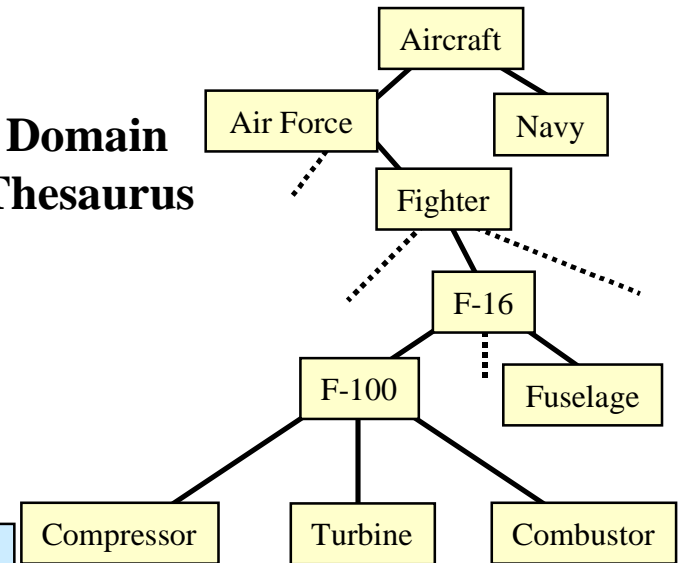 Aircraft
Air Force
Navy
Domain
Thesaurus
Fighter
F-16
F-100
Fuselage
Compressor
Turbine
Combustor